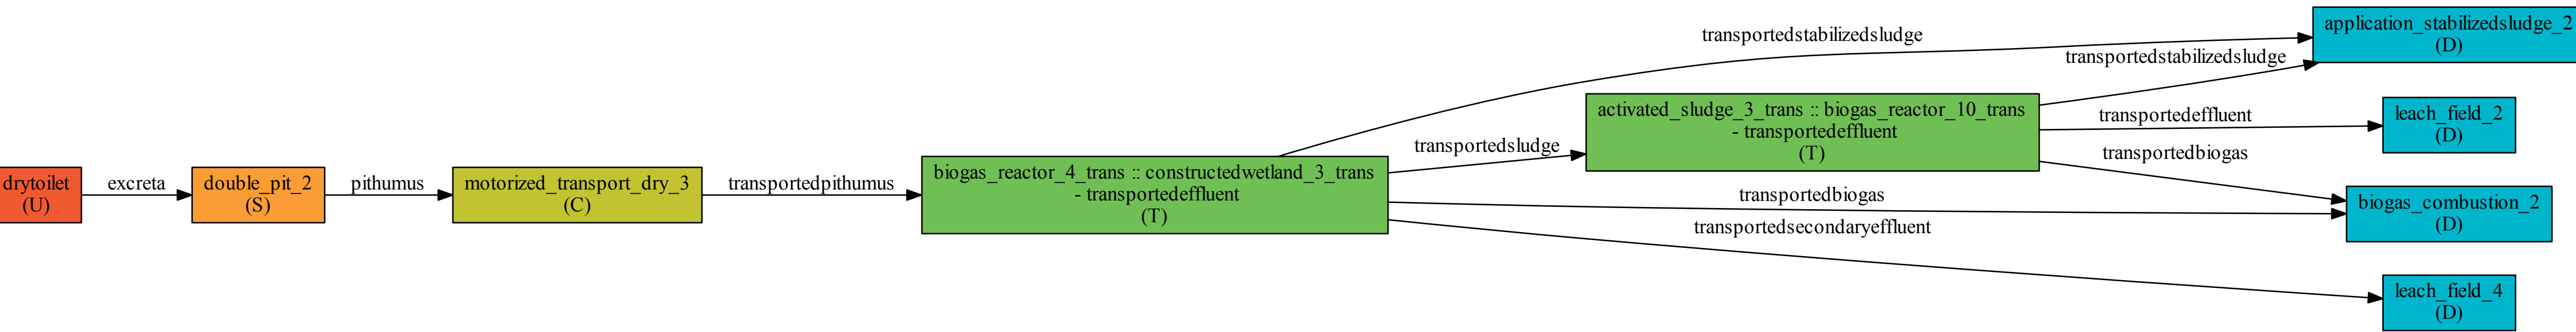 drytoilet
(U)
excreta
double_pit_2
(S)
pithumus
motorized_transport_dry_3
(C)
transportedpithumus
biogas_reactor_4_trans :: constructedwetland_3_trans
- transportedeffluent
(T)
transportedstabilizedsludge
transportedsludge
transportedbiogas
transportedsecondaryeffluent
activated_sludge_3_trans :: biogas_reactor_10_trans
- transportedeffluent
(T)
transportedstabilizedsludge
transportedeffluent
transportedbiogas
application_stabilizedsludge_2
(D)
leach_field_2
(D)
biogas_combustion_2
(D)
leach_field_4
(D)